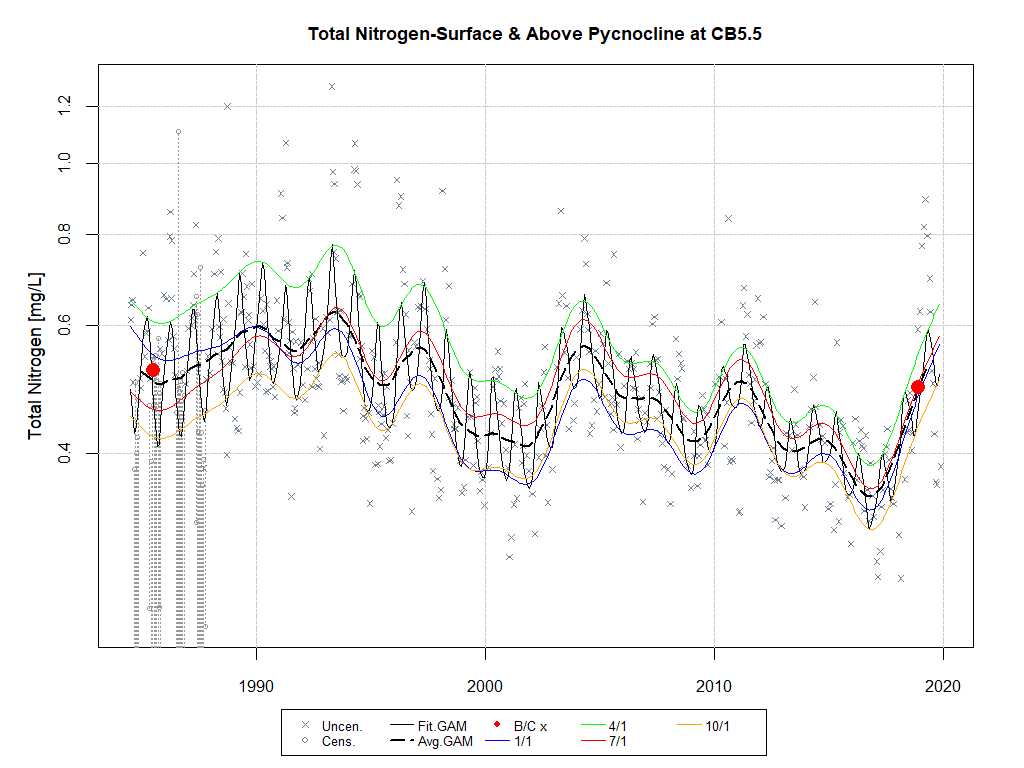 Total Nitrogen-Surface & Above Pycnocline at CB5.5
Total Nitrogen [mg/L]
1.2
1.0
0.8
0.6
0.4
1990 2000 2010 2020
Uncen. Fit.GAM B/C x 4/1 10/1
Cens. Avg.GAM 1/1 7/1